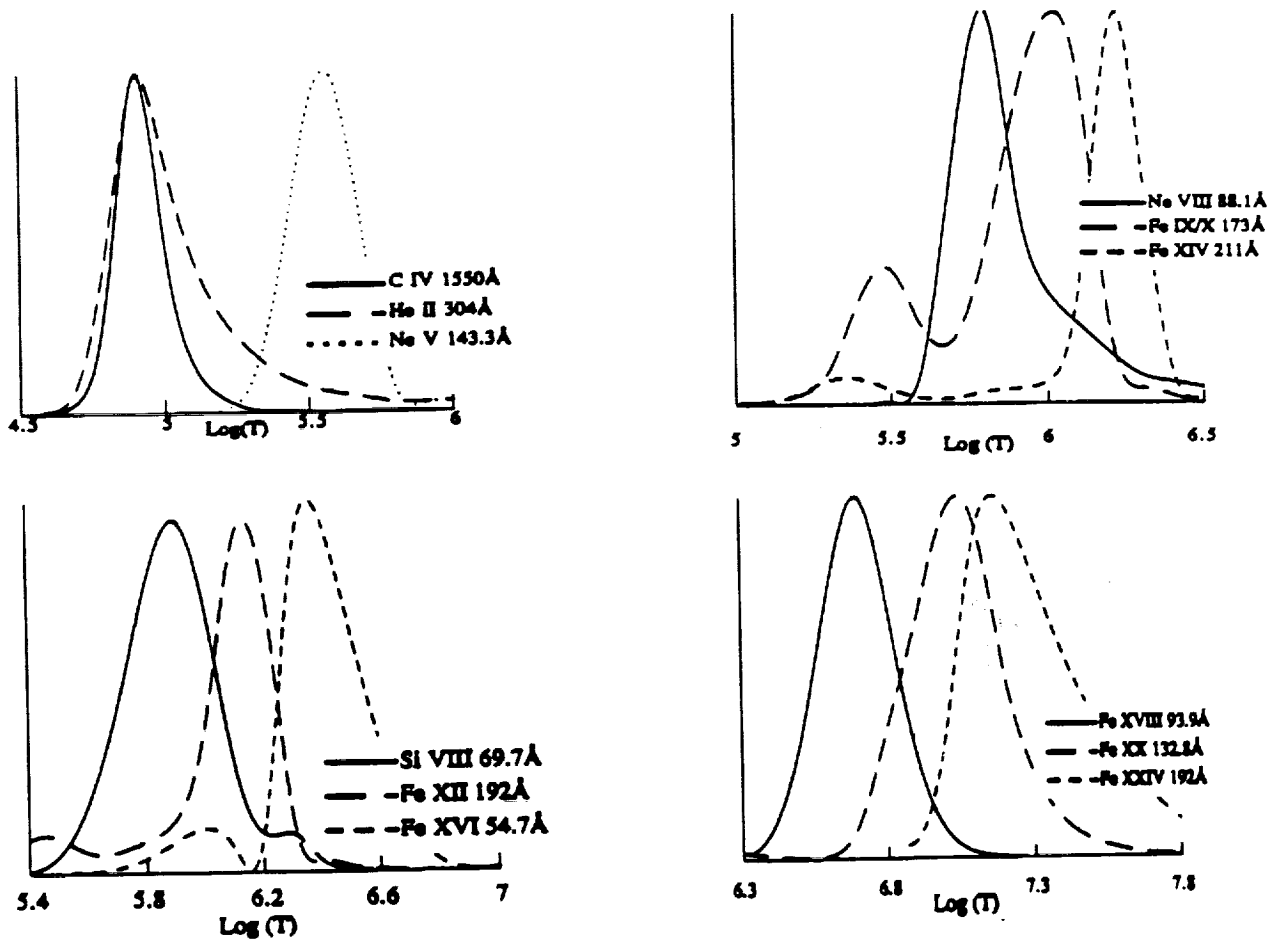 C IV 1550Å
He II 304Å
Ne V 143.3Å
4.5 5 5.5 6
Log(T)
Ne VIII 88.1Å
Fe IX/X 173Å
Fe XIV 211Å
5 5.5 6 6.5
Log (T)
Si VIII 69.7Å
Fe XII 192Å
Fe XVI 54.7Å
5.4 5.8 6.2 6.6 7
Log (T)
Fe XVIII 93.9Å
Fe XX 132.8Å
Fe XXIV 192Å
6.3 6.8 7.3 7.8
Log (T)